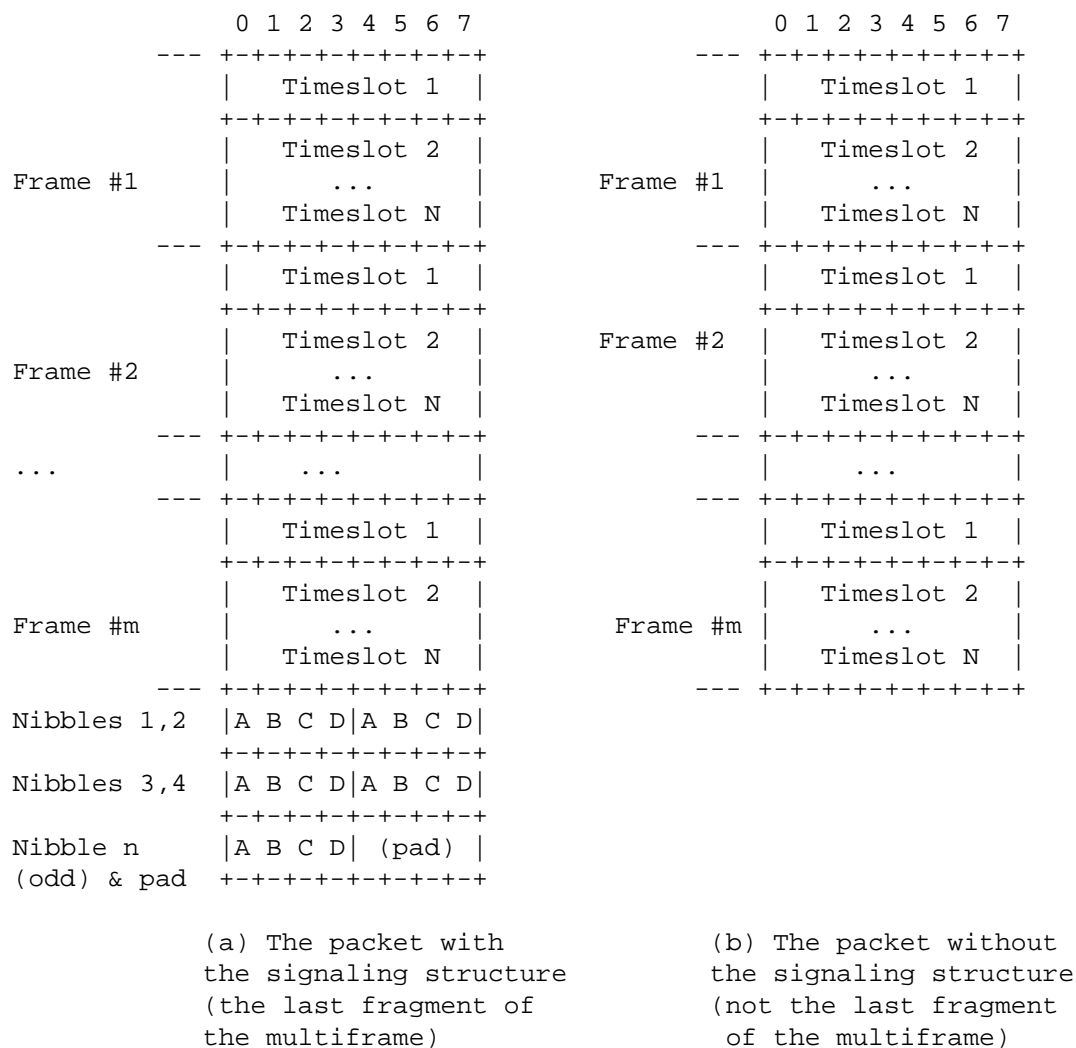 0 1 2 3 4 5 6 7                    0 1 2 3 4 5 6 7
          --- +-+-+-+-+-+-+-+-+              --- +-+-+-+-+-+-+-+-+
              |   Timeslot 1  |                  |   Timeslot 1  |
              +-+-+-+-+-+-+-+-+                  +-+-+-+-+-+-+-+-+
              |   Timeslot 2  |                  |   Timeslot 2  |
Frame #1      |      ...      |       Frame #1   |      ...      |
              |   Timeslot N  |                  |   Timeslot N  |
          --- +-+-+-+-+-+-+-+-+              --- +-+-+-+-+-+-+-+-+
              |   Timeslot 1  |                  |   Timeslot 1  |
              +-+-+-+-+-+-+-+-+                  +-+-+-+-+-+-+-+-+
              |   Timeslot 2  |       Frame #2   |   Timeslot 2  |
Frame #2      |      ...      |                  |      ...      |
              |   Timeslot N  |                  |   Timeslot N  |
          --- +-+-+-+-+-+-+-+-+              --- +-+-+-+-+-+-+-+-+
...           |    ...        |                  |     ...       |
          --- +-+-+-+-+-+-+-+-+              --- +-+-+-+-+-+-+-+-+
              |   Timeslot 1  |                  |   Timeslot 1  |
              +-+-+-+-+-+-+-+-+                  +-+-+-+-+-+-+-+-+
              |   Timeslot 2  |                  |   Timeslot 2  |
Frame #m      |      ...      |        Frame #m  |      ...      |
              |   Timeslot N  |                  |   Timeslot N  |
          --- +-+-+-+-+-+-+-+-+              --- +-+-+-+-+-+-+-+-+
Nibbles 1,2   |A B C D|A B C D|
              +-+-+-+-+-+-+-+-+
Nibbles 3,4   |A B C D|A B C D|
              +-+-+-+-+-+-+-+-+
Nibble n      |A B C D| (pad) |
(odd) & pad   +-+-+-+-+-+-+-+-+

             (a) The packet with              (b) The packet without
             the signaling structure          the signaling structure
             (the last fragment of            (not the last fragment
             the multiframe)                   of the multiframe)